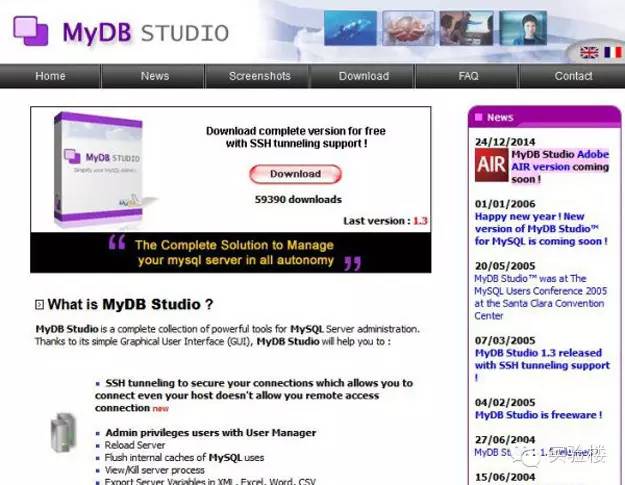 MyDB STUDIO
Home
News
Screenshots
Download
FAQ
Contact
Download complete version for free
with SSH tunneling support !
Download
59390 downloads
Last version : 1.3
MyDB STUDIO
Simplify your MySQL
“ The Complete Solution to Manage
your mysql server in all autonomy ”
What is MyDB Studio ?
MyDB Studio is a complete collection of powerful tools for MySQL Server administration.
Thanks to its simple Graphical User Interface (GUI), MyDB Studio will help you to :
SSH tunneling to secure your connections which allows you to
connect even your host doesn't allow you remote access
connection new
Admin privileges users with User Manager
Reload Server
Flush internal caches of MySQL uses
View/Kill server process
Export Server Variables in XML, Excel, Word, CSV
News
24/12/2014
AIR
MyDB Studio Adobe
AIR version coming
soon !
01/01/2006
Happy new year ! New
version of MyDB Studio™
for MySQL is coming soon !
20/05/2005
MyDB Studio™ was at The
MySQL Users Conference 2005
at the Santa Clara Convention
Center
07/03/2005
MyDB Studio 1.3 released
with SSH tunneling support
!
04/02/2005
MyDB Studio is freeware !
27/06/2004
MyDB
实验楼
15/06/2004